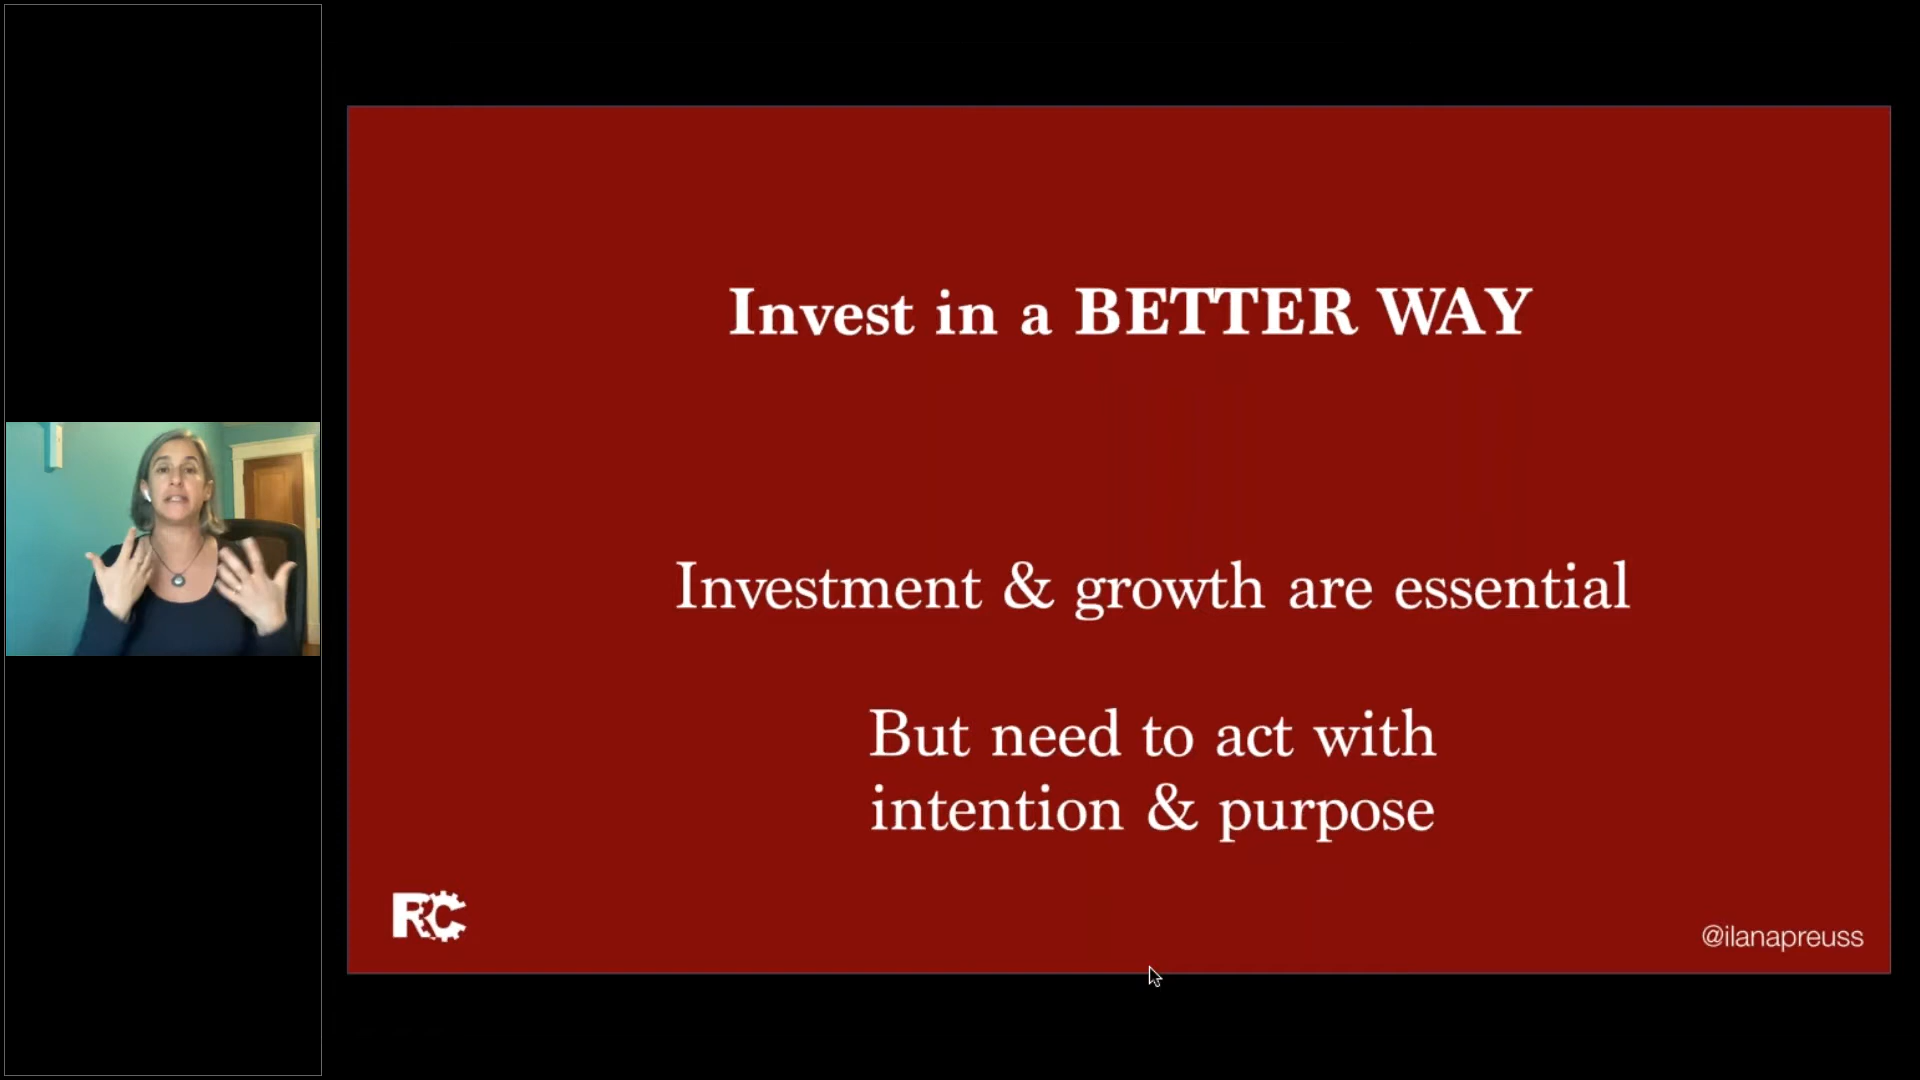 Invest in a BETTER WAY
Investment & growth are essential
But need to act with
intention & purpose
RC
@ilanapreuss